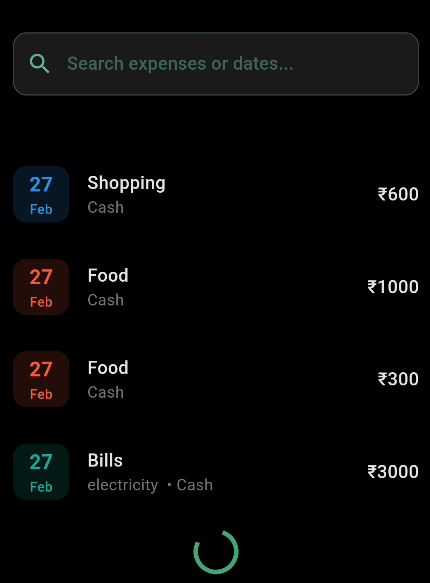 Search expenses or dates...
27
Feb
Shopping
Cash
₹600
27
Feb
Food
Cash
₹1000
27
Feb
Food
Cash
₹300
27
Feb
Bills
electricity • Cash
₹3000